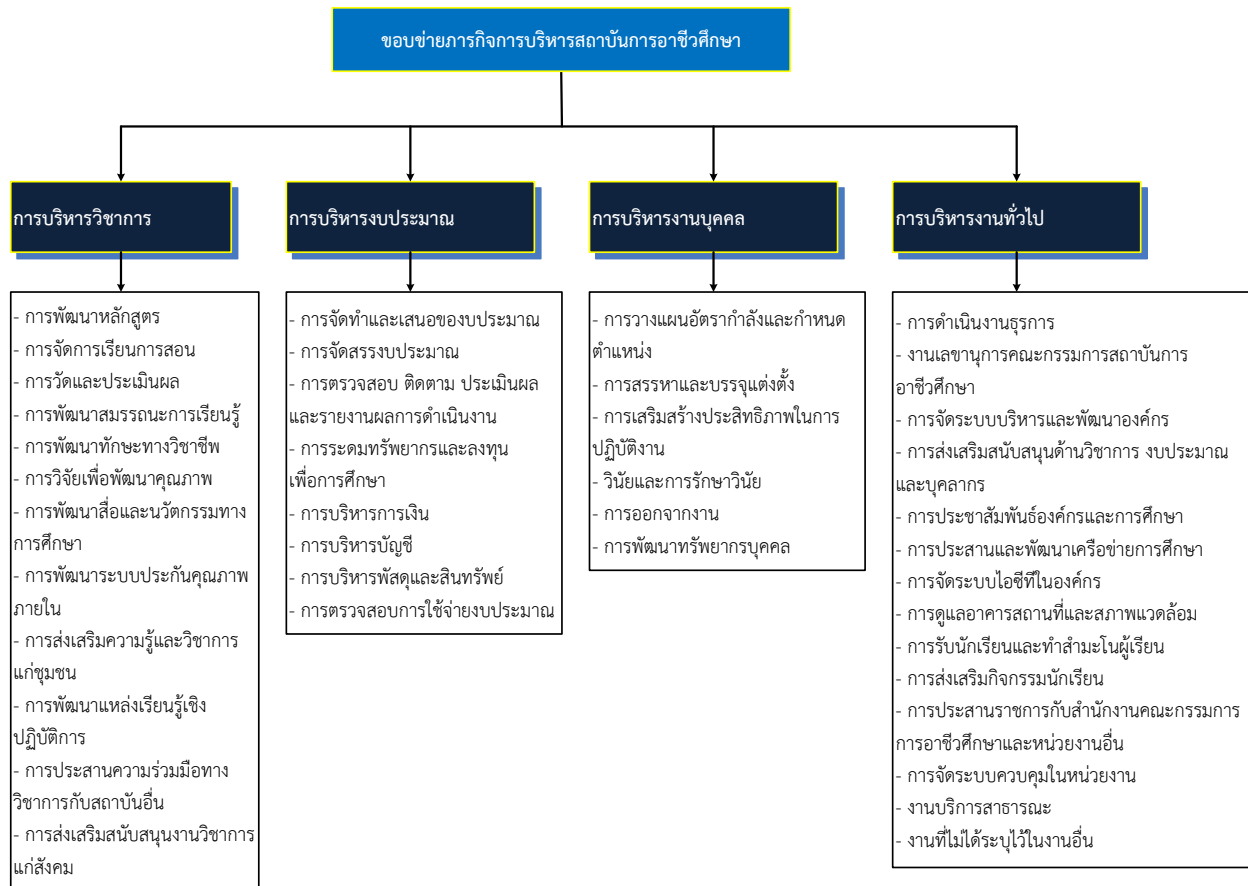 ขอบข่ายภารกิจการบริหารสถาบันการอาชีวศึกษา
การบริหารวิชาการ
- การพัฒนาหลักสูตร
- การจัดการเรียนการสอน
- การวัดและประเมินผล
- การพัฒนาสมรรถนะการเรียนรู้
- การพัฒนาทักษะทางวิชาชีพ
- การวิจัยเพื่อพัฒนาคุณภาพ
- การพัฒนาสื่อและนวัตกรรมทาง
การศึกษา
- การพัฒนาระบบประกันคุณภาพ
ภายใน
- การส่งเสริมความรู้และวิชาการ
แก่ชุมชน
- การพัฒนาแหล่งเรียนรู้เชิง
ปฏิบัติการ
- การประสานความร่วมมือทาง
วิชาการกับสถาบันอื่น
- การส่งเสริมสนับสนุนงานวิชาการ
แก่สังคม
การบริหารงบประมาณ
- การจัดทำและเสนอของบประมาณ
- การจัดสรรงบประมาณ
- การตรวจสอบ ติดตาม ประเมินผล
และรายงานผลการดำเนินงาน
- การระดมทรัพยากรและลงทุน
เพื่อการศึกษา
- การบริหารการเงิน
- การบริหารบัญชี
- การบริหารพัสดุและสินทรัพย์
- การตรวจสอบการใช้จ่ายงบประมาณ
การบริหารงานบุคคล
- การวางแผนอัตรากำลังและกำหนด
ตำแหน่ง
- การสรรหาและบรรจุแต่งตั้ง
- การเสริมสร้างประสิทธิภาพในการ
ปฏิบัติงาน
- วินัยและการรักษาวินัย
- การออกจากงาน
- การพัฒนาทรัพยากรบุคคล
การบริหารงานทั่วไป
- การดำเนินงานธุรการ
- งานเลขานุการคณะกรรมการสถาบันการ
อาชีวศึกษา
- การจัดระบบบริหารและพัฒนาองค์กร
- การส่งเสริมสนับสนุนด้านวิชาการ งบประมาณ
และบุคลากร
- การประชาสัมพันธ์องค์กรและการศึกษา
- การประสานและพัฒนาเครือข่ายการศึกษา
- การจัดระบบไอซีทีในองค์กร
- การดูแลอาคารสถานที่และสภาพแวดล้อม
- การรับนักเรียนและทำสำมะโนผู้เรียน
- การส่งเสริมกิจกรรมนักเรียน
- การประสานราชการกับสำนักงานคณะกรรมการ
การอาชีวศึกษาและหน่วยงานอื่น
- การจัดระบบควบคุมในหน่วยงาน
- งานบริการสาธารณะ
- งานที่ไม่ได้ระบุไว้ในงานอื่น